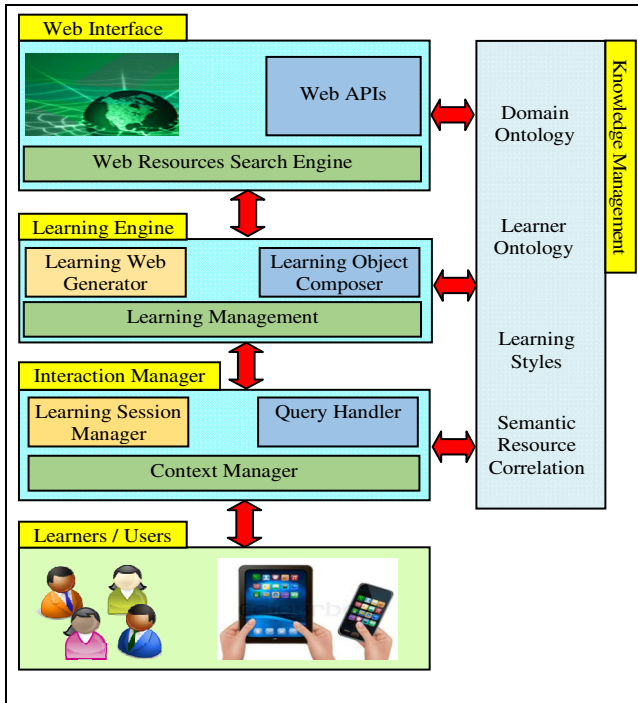 Web Interface
Web APIs
Web Resources Search Engine
Learning Engine
Learning Web
Generator
Learning Object
Composer
Learning Management
Interaction Manager
Learning Session
Manager
Query Handler
Context Manager
Learners / Users
Knowledge Management
Domain
Ontology
Learner
Ontology
Learning
Styles
Semantic
Resource
Correlation